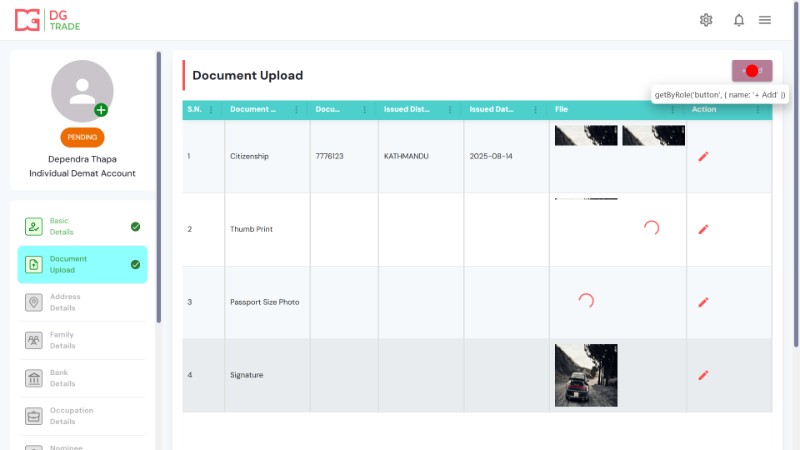 DG
TRADE
Document Upload
getByRole('button', { name: '+ Add' })
PENDING
Dependra Thapa
Individual Demat Account
Basic
Details
Document
Upload
Address
Details
Family
Details
Bank
Details
Occupation
Details
Nominee
S.N. Document ... Docu... Issued Dist... Issued Dat... File Action
1 Citizenship 7776123 KATHMANDU 2025-08-14
2 Thumb Print
3 Passport Size Photo
4 Signature